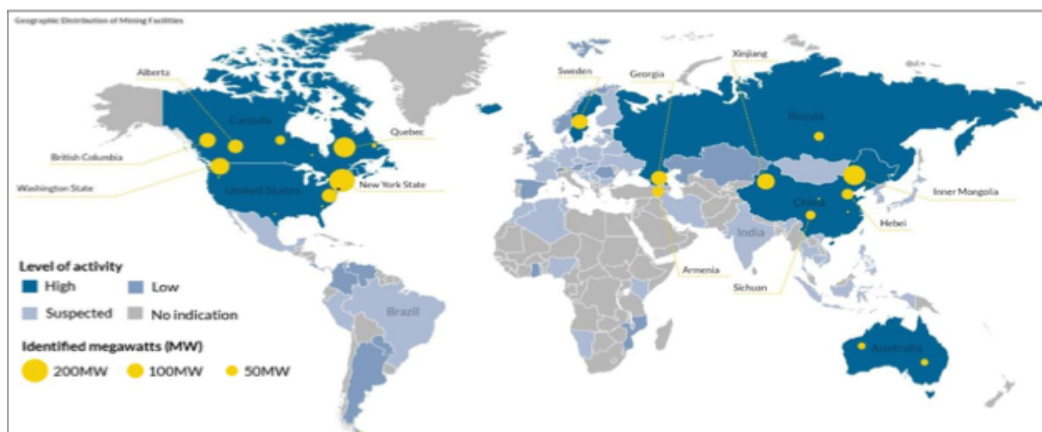 Geographic Distribution of Mining Facilities
Xinjiang
Sweden
Georgia
Alberta
Canada
Russia
Quebec
British Columbia
Washington State
United States
New York State
Inner Mongolia
China
Hebei
India
Armenia
Sichuan
Brazil
Australia
Level of activity
High
Low
Suspected
No indication
Identified megawatts (MW)
200MW
100MW
50MW